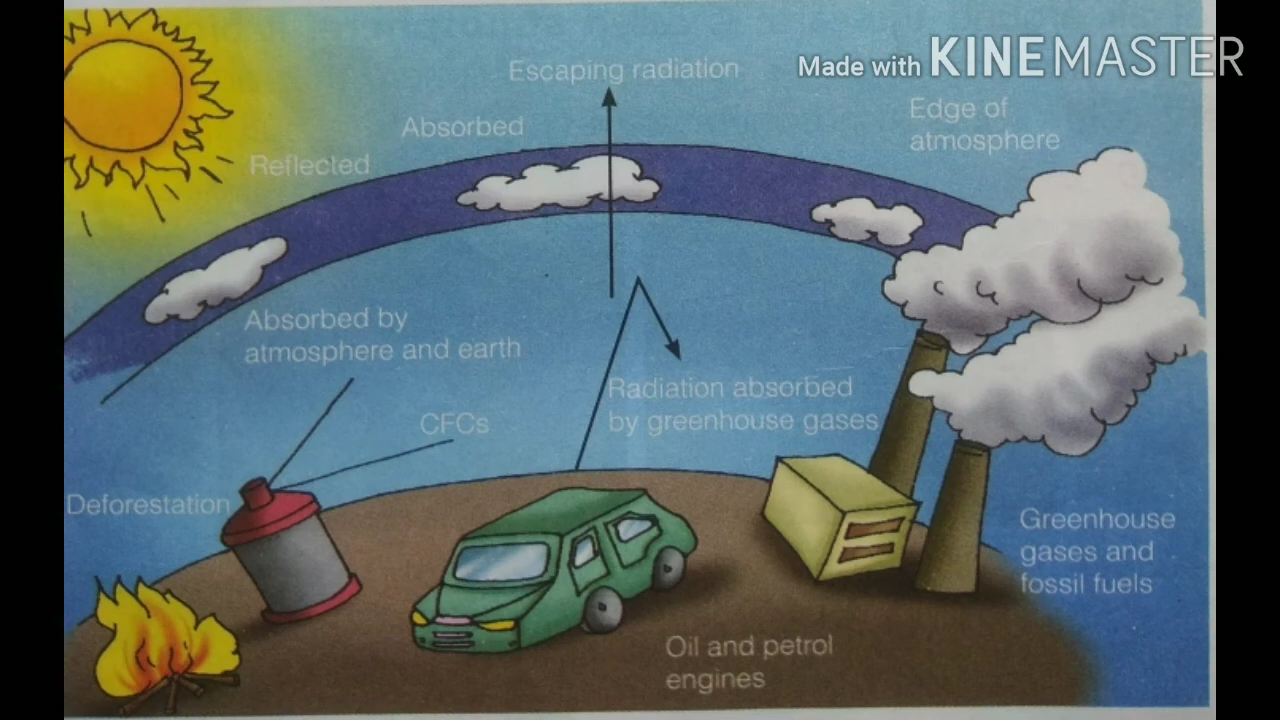 Made with KINEMASTER
Escaping radiation
Edge of
atmosphere
Absorbed
Reflected
Absorbed by
atmosphere and earth
Radiation absorbed
by greenhouse gases
CFCs
Deforestation
Greenhouse
gases and
fossil fuels
Oil and petrol
engines